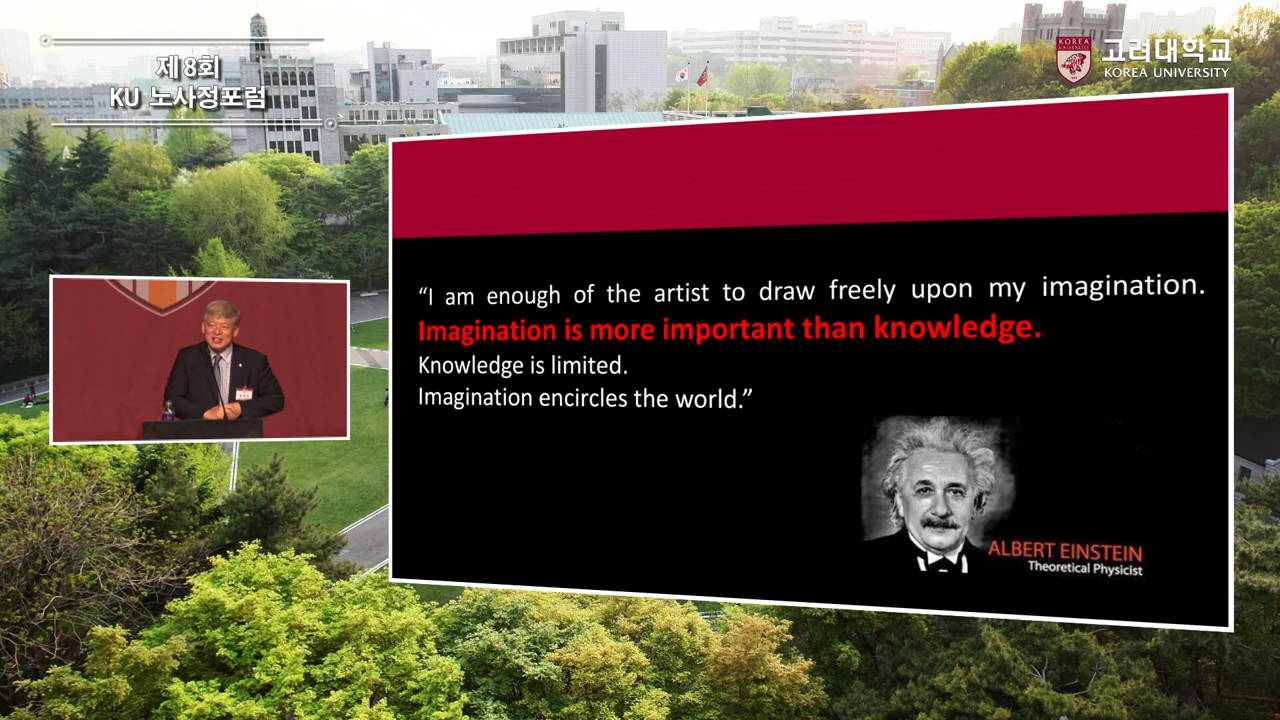 제8회
KU 노사정포럼
KOREA
UNIVERSITY
고려대학교
KOREA UNIVERSITY
“I am enough of the artist to draw freely upon my imagination.
Imagination is more important than knowledge.
Knowledge is limited.
Imagination encircles the world.”
ALBERT EINSTEIN
Theoretical Physicist